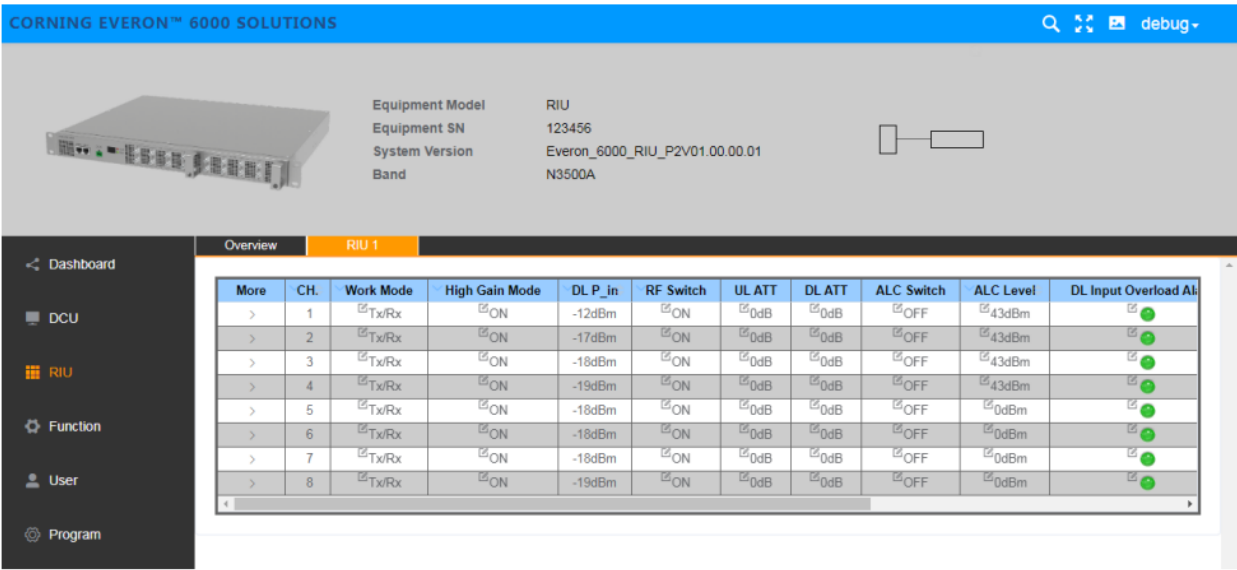 CORNING EVERON™ 6000 SOLUTIONS
debug
Equipment Model RIU
Equipment SN 123456
System Version Everon_6000_RIU_P2V01.00.00.01
Band N3500A
Overview RIU 1
Dashboard
DCU
RIU
Function
User
Program
More CH. Work Mode High Gain Mode DL P_in RF Switch UL ATT DL ATT ALC Switch ALC Level DL Input Overload Ala
> 1 Tx/Rx ON -12dBm ON 0dB 0dB OFF 43dBm
> 2 Tx/Rx ON -17dBm ON 0dB 0dB OFF 43dBm
> 3 Tx/Rx ON -18dBm ON 0dB 0dB OFF 43dBm
> 4 Tx/Rx ON -19dBm ON 0dB 0dB OFF 43dBm
> 5 Tx/Rx ON -18dBm ON 0dB 0dB OFF 0dBm
> 6 Tx/Rx ON -18dBm ON 0dB 0dB OFF 0dBm
> 7 Tx/Rx ON -18dBm ON 0dB 0dB OFF 0dBm
> 8 Tx/Rx ON -19dBm ON 0dB 0dB OFF 0dBm